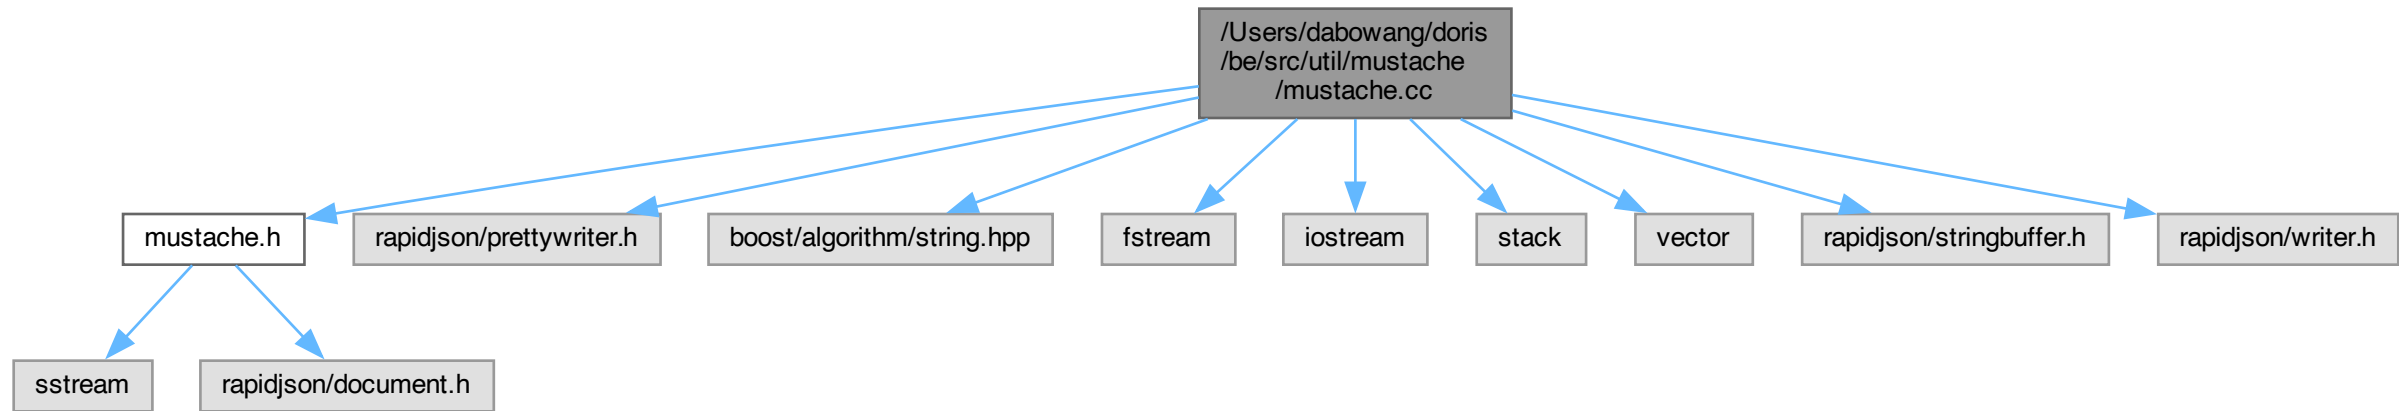 /Users/dabowang/doris
/be/src/util/mustache
/mustache.cc
mustache.h
rapidjson/prettywriter.h
boost/algorithm/string.hpp
fstream
iostream
stack
vector
rapidjson/stringbuffer.h
rapidjson/writer.h
sstream
rapidjson/document.h